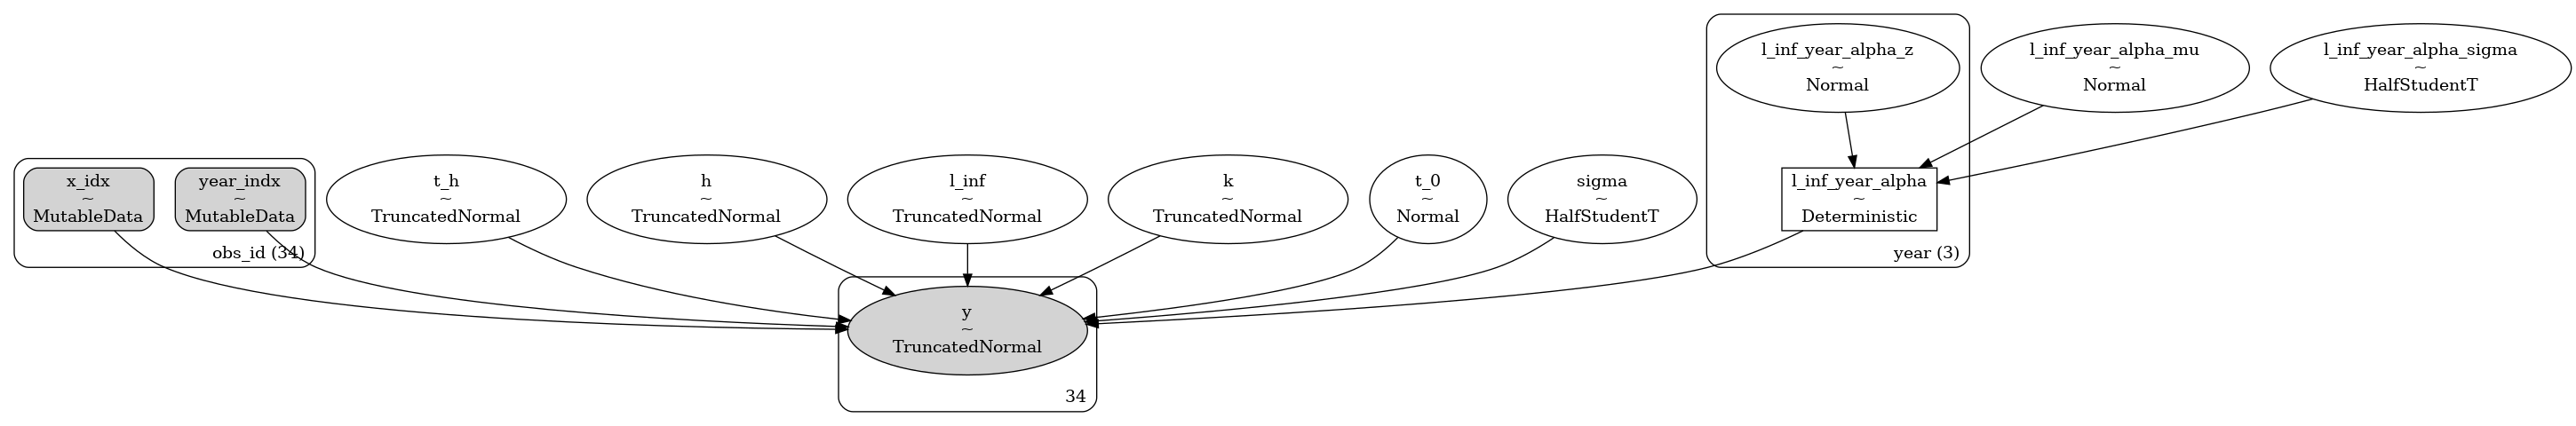 l_inf_year_alpha_z
~
Normal
l_inf_year_alpha_mu
~
Normal
l_inf_year_alpha_sigma
~
HalfStudentT
x_idx
~
MutableData
year_indx
~
MutableData
obs_id (34)
t_h
~
TruncatedNormal
h
~
TruncatedNormal
l_inf
~
TruncatedNormal
k
~
TruncatedNormal
t_0
~
Normal
sigma
~
HalfStudentT
l_inf_year_alpha
~
Deterministic
year (3)
y
~
TruncatedNormal
34